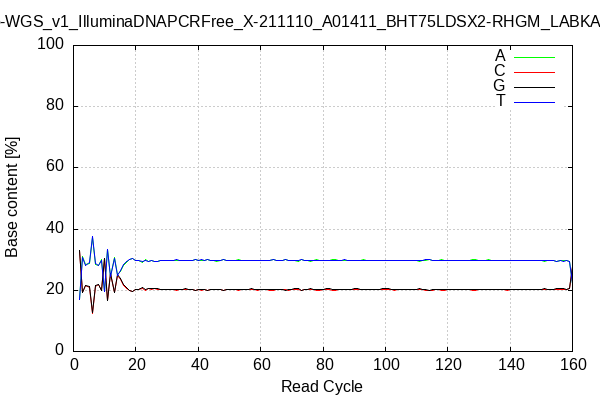 -WGS_v1_IlluminaDNAPCRFree_X-211110_A01411_BHT75LDSX2-RHGM_LABKA
100
80
60
40
20
0
Base content [%]
A
C
G
T
0 20 40 60 80 100 120 140 160
Read Cycle